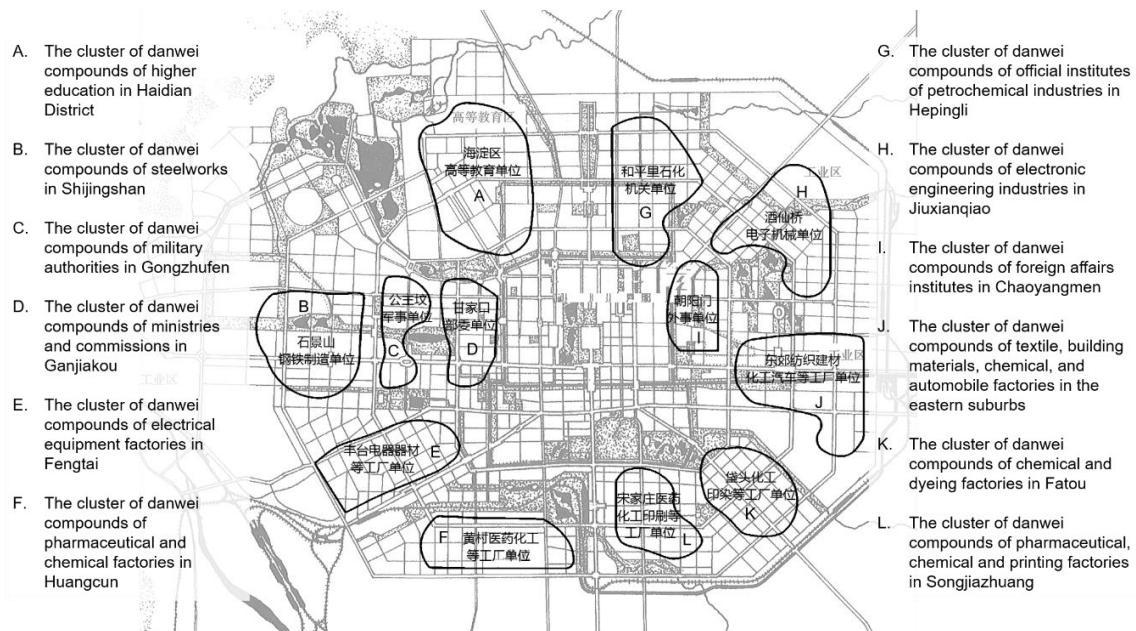 A. The cluster of danwei
compounds of higher
education in Haidian
District
B. The cluster of danwei
compounds of steelworks
in Shijingshan
C. The cluster of danwei
compounds of military
authorities in Gongzhufen
D. The cluster of danwei
compounds of ministries
and commissions in
Ganjiakou
E. The cluster of danwei
compounds of electrical
equipment factories in
Fengtai
F. The cluster of danwei
compounds of
pharmaceutical and
chemical factories in
Huangcun
高等教育区
海淀区
高等教育单位
A
和平里石化
机关单位
G
工业区
H
酒仙桥
电子机械单位
B
石景山
钢铁制造单位
公主坟
军事单位
C
甘家口
部委单位
D
朝阳门
外事单位
I
东郊纺织建材
化工汽车等工厂单位
业区
J
工业区
丰台电器器材
等工厂单位
E
F
黄村医药化工
等工厂单位
宋家庄医药
化工印刷等
工厂单位
L
垡头化工
印染等工厂单位
K
G. The cluster of danwei
compounds of official institutes
of petrochemical industries in
Hepingli
H. The cluster of danwei
compounds of electronic
engineering industries in
Jiuxianqiao
I. The cluster of danwei
compounds of foreign affairs
institutes in Chaoyangmen
J. The cluster of danwei
compounds of textile, building
materials, chemical, and
automobile factories in the
eastern suburbs
K. The cluster of danwei
compounds of chemical and
dyeing factories in Fatou
L. The cluster of danwei
compounds of pharmaceutical,
chemical and printing factories
in Songjiazhuang